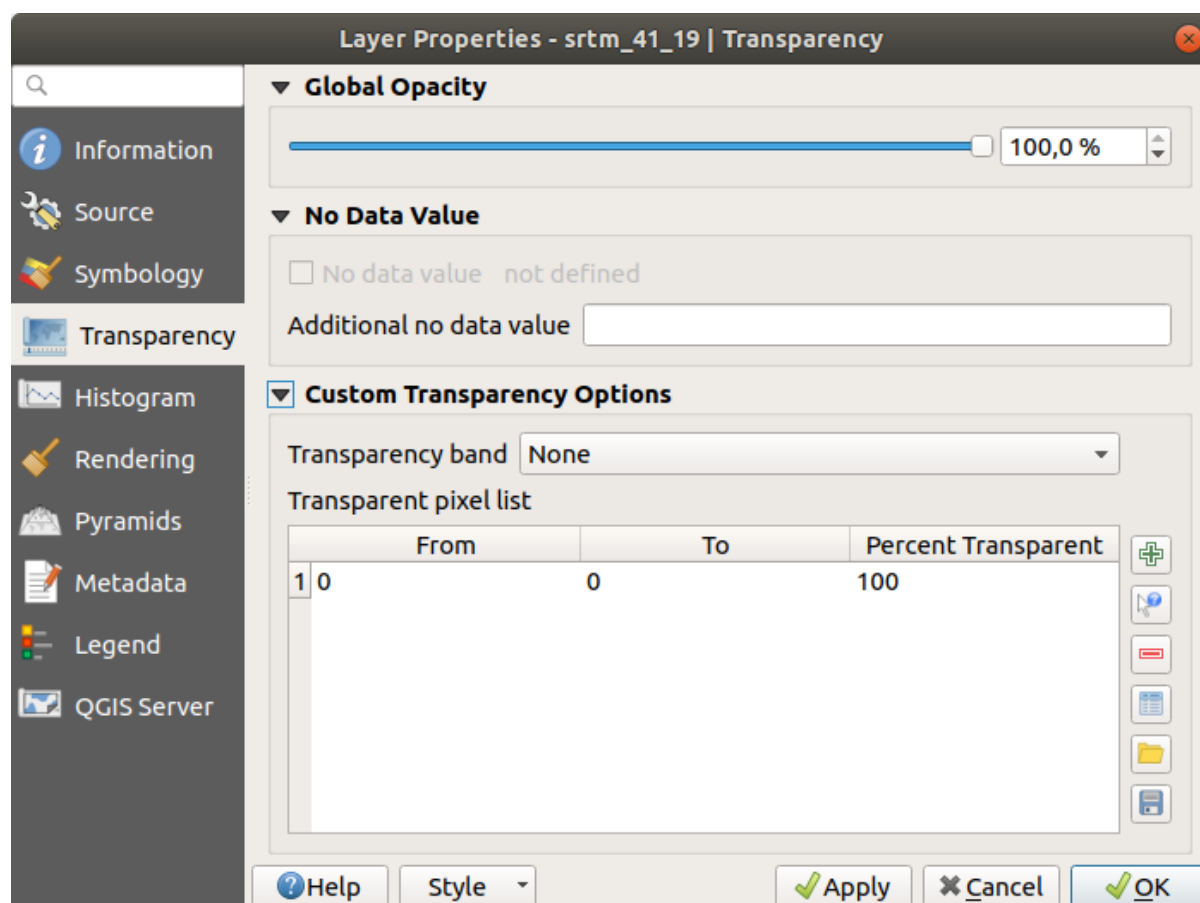 Layer Properties - srtm_41_19 | Transparency
Information
Source
Symbology
Transparency
Histogram
Rendering
Pyramids
Metadata
Legend
QGIS Server
Global Opacity
100,0 %
No Data Value
No data value not defined
Additional no data value
Custom Transparency Options
Transparency band None
Transparent pixel list
From To Percent Transparent
1 0 0 100
Help Style Apply Cancel OK